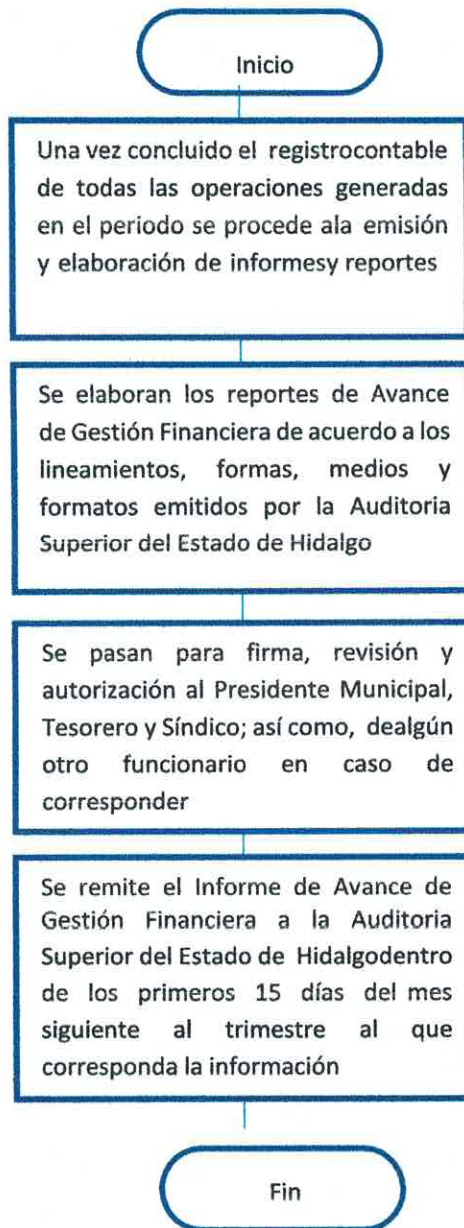 Inicio
Una vez concluido el registrocontable
de todas las operaciones generadas
en el periodo se procede ala emisión
y elaboración de informesy reportes
Se elaboran los reportes de Avance
de Gestión Financiera de acuerdo a los
lineamientos, formas, medios y
formatos emitidos por la Auditoria
Superior del Estado de Hidalgo
Se pasan para firma, revisión y
autorización al Presidente Municipal,
Tesorero y Síndico; así como, dealgún
otro funcionario en caso de
corresponder
Se remite el Informe de Avance de
Gestión Financiera a la Auditoria
Superior del Estado de Hidalgodentro
de los primeros 15 días del mes
siguiente al trimestre al que
corresponda la información
Fin